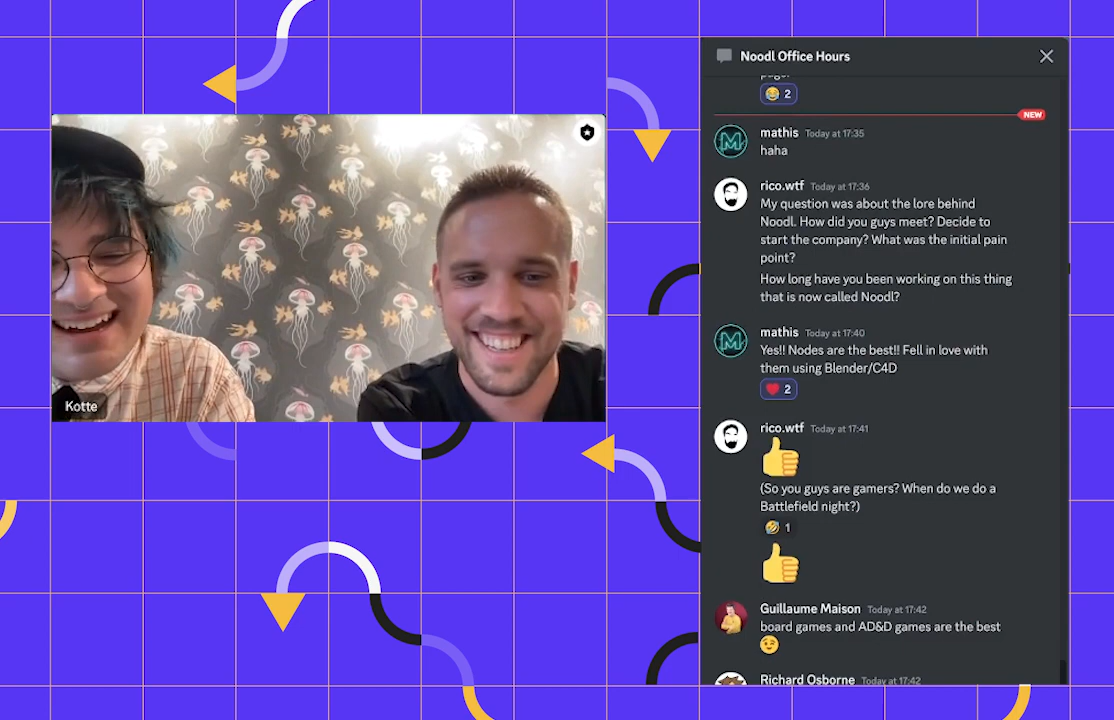 Noodl Office Hours
2
NEW
mathis Today at 17:35
haha
rico.wtf Today at 17:36
My question was about the lore behind
Noodl. How did you guys meet? Decide to
start the company? What was the initial pain
point?
How long have you been working on this thing
that is now called Noodl?
mathis Today at 17:40
Yes!! Nodes are the best!! Fell in love with
them using Blender/C4D
2
rico.wtf Today at 17:41
(So you guys are gamers? When do we do a
Battlefield night?)
1
Guillaume Maison Today at 17:42
board games and AD&D games are the best
Richard Osborne Today at 17:42
Kotte